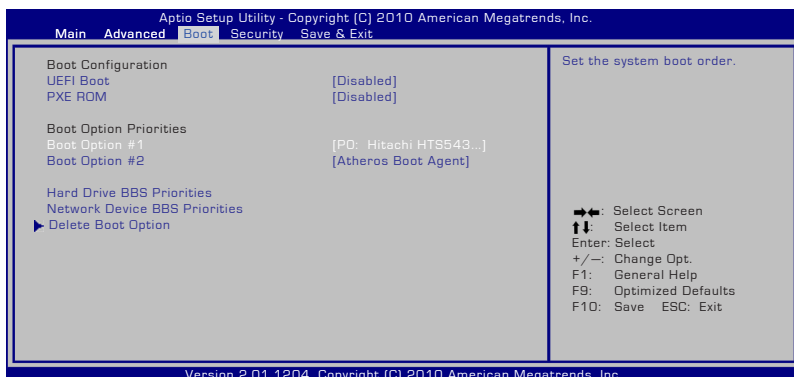 Aptio Setup Utility - Copyright (C) 2010 American Megatrends, Inc.
Main Advanced Boot Security Save & Exit
Boot Configuration
UEFI Boot [Disabled]
PXE ROM [Disabled]
Boot Option Priorities
Boot Option #1 [P0: Hitachi HTS543...]
Boot Option #2 [Atheros Boot Agent]
Hard Drive BBS Priorities
Network Device BBS Priorities
Delete Boot Option
Set the system boot order.
→←: Select Screen
↑↓: Select Item
Enter: Select
+/—: Change Opt.
F1: General Help
F9: Optimized Defaults
F10: Save ESC: Exit
Version 2.01.1204. Copyright (C) 2010 American Megatrends, Inc.